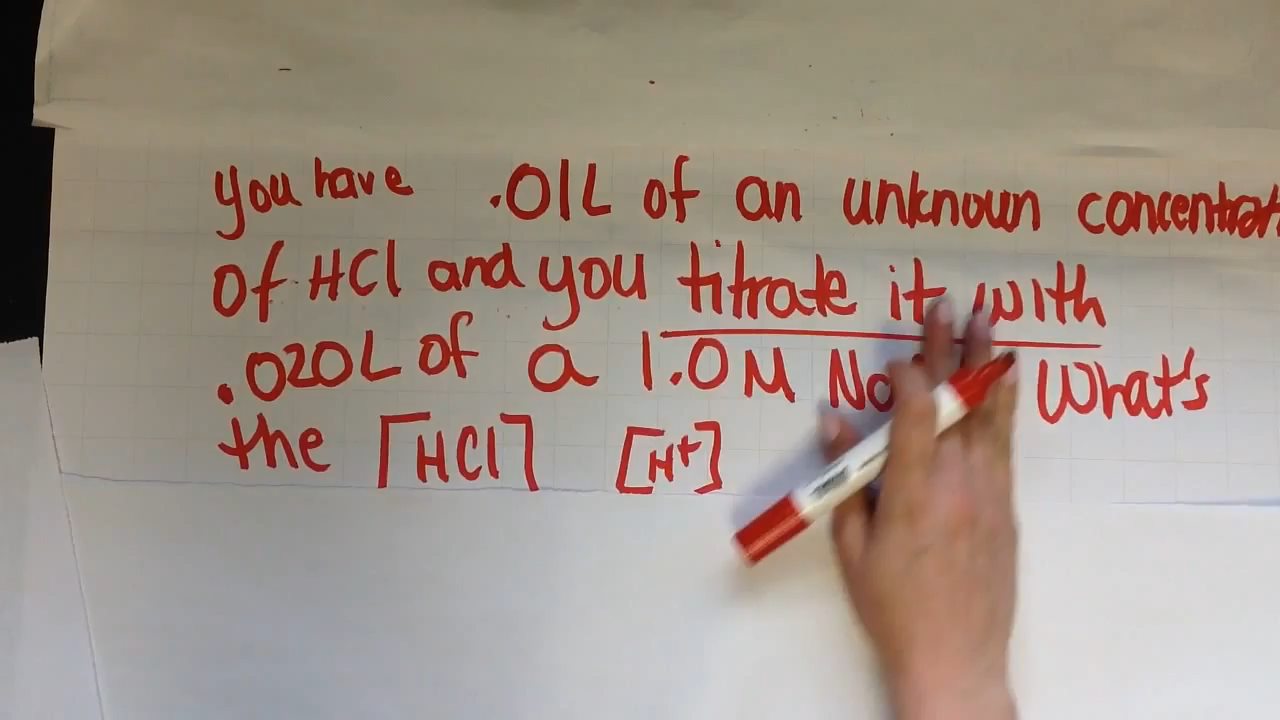 you have .01L of an unknown concentrat
of HCl and you titrate it with
.020L of a 1.0M What's
the [HCl] [H+]